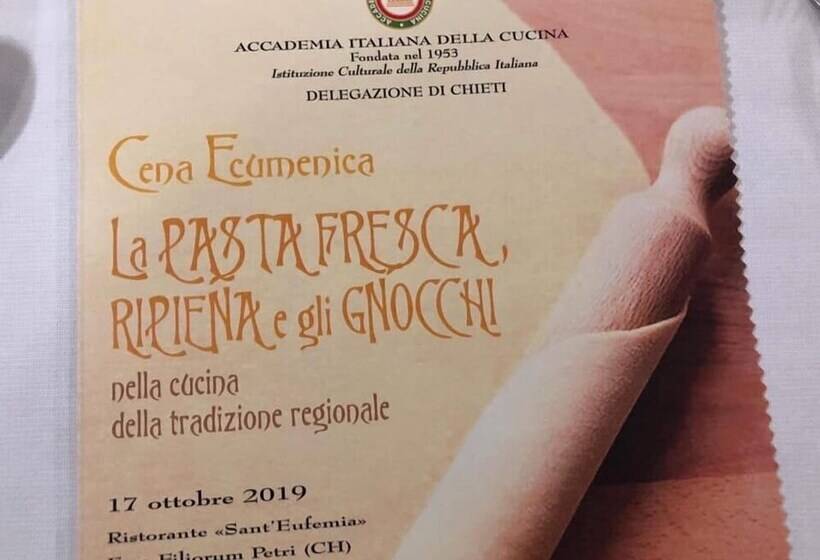 ACCADEMIA ITALIANA DELLA CUCINA
Fondata nel 1953
Istituzione Culturale della Repubblica Italiana
DELEGAZIONE DI CHIETI
Cena Ecumenica
La PASTA FRESCA,
RIPIENA e gli GNOCCHI
nella cucina
della tradizione regionale
17 ottobre 2019
Ristorante «Sant'Eufemia»
Fara Filiorum Petri (CH)